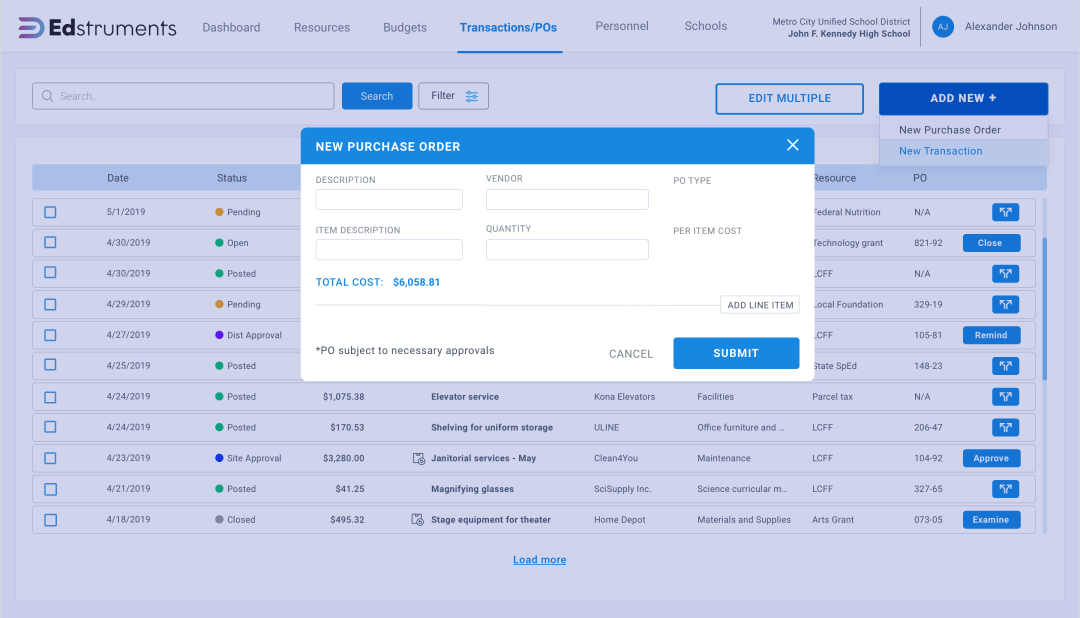 Edstruments
Dashboard
Resources
Budgets
Transactions/POs
Personnel
Schools
Metro City Unified School District
John F. Kennedy High School
AJ
Alexander Johnson
Search..
Search
Filter
EDIT MULTIPLE
ADD NEW +
New Purchase Order
New Transaction
NEW PURCHASE ORDER
DESCRIPTION
VENDOR
PO TYPE
ITEM DESCRIPTION
QUANTITY
PER ITEM COST
TOTAL COST: $6,058.81
ADD LINE ITEM
*PO subject to necessary approvals
CANCEL
SUBMIT
Date Status Resource PO
5/1/2019 Pending Federal Nutrition N/A
4/30/2019 Open Technology grant 821-92 Close
4/30/2019 Posted LCFF N/A
4/29/2019 Pending Local Foundation 329-19
4/27/2019 Dist Approval LCFF 105-81 Remind
4/25/2019 Posted State SpEd 148-23
4/24/2019 Posted $1,075.38 Elevator service Kona Elevators Facilities Parcel tax N/A
4/24/2019 Posted $170.53 Shelving for uniform storage ULINE Office furniture and ... LCFF 206-47
4/23/2019 Site Approval $3,280.00 Janitorial services - May Clean4You Maintenance LCFF 104-92 Approve
4/21/2019 Posted $41.25 Magnifying glasses SciSupply Inc. Science curricular m... LCFF 327-65
4/18/2019 Closed $495.32 Stage equipment for theater Home Depot Materials and Supplies Arts Grant 073-05 Examine
Load more